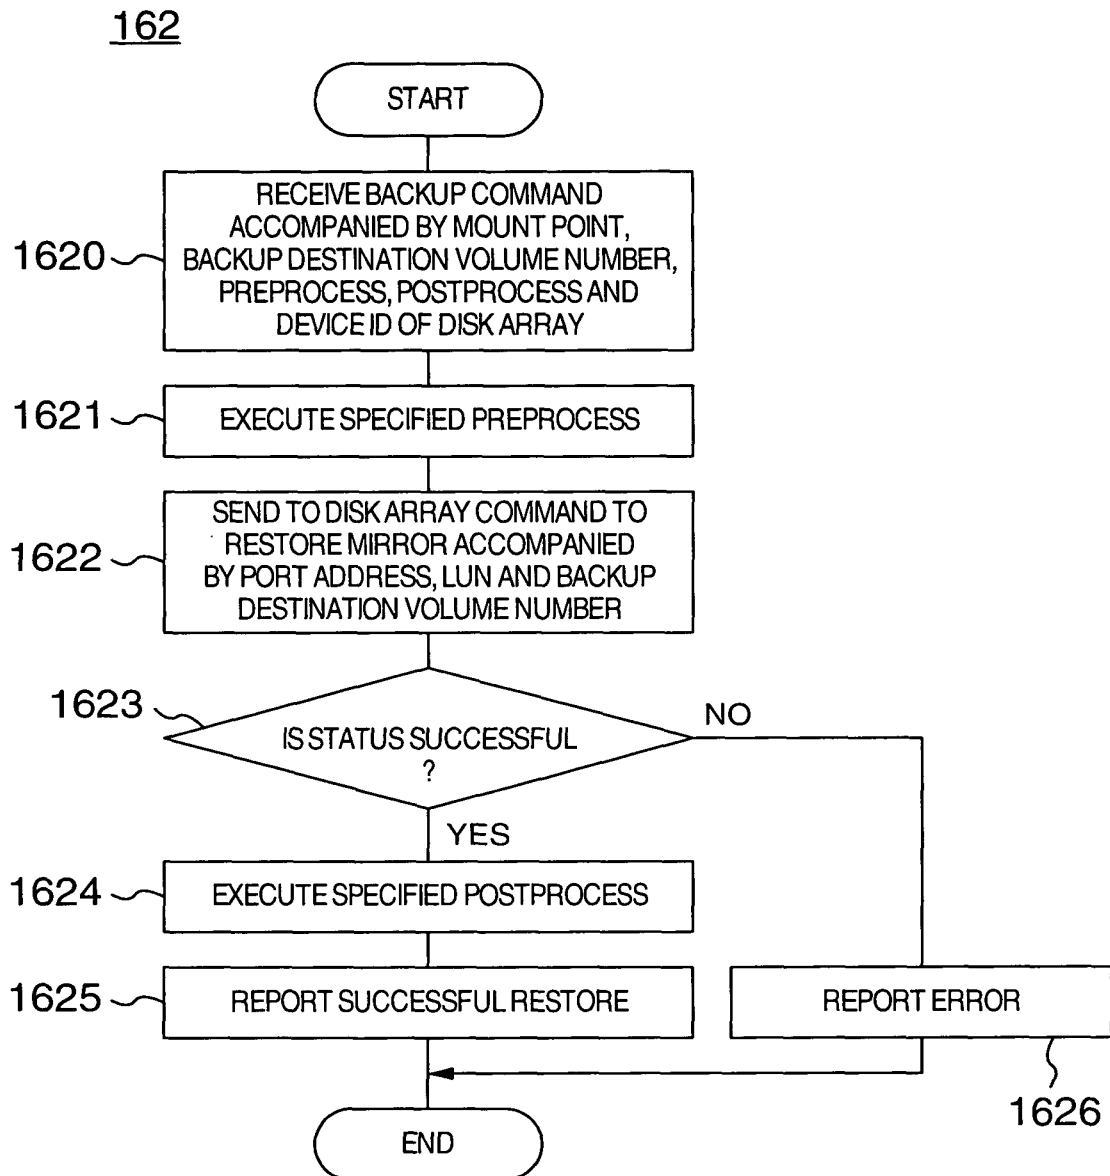 162
START
1620
RECEIVE BACKUP COMMAND
ACCOMPANIED BY MOUNT POINT,
BACKUP DESTINATION VOLUME NUMBER,
PREPROCESS, POSTPROCESS AND
DEVICE ID OF DISK ARRAY
1621
EXECUTE SPECIFIED PREPROCESS
1622
SEND TO DISK ARRAY COMMAND TO
RESTORE MIRROR ACCOMPANIED
BY PORT ADDRESS, LUN AND BACKUP
DESTINATION VOLUME NUMBER
1623
IS STATUS SUCCESSFUL
?
NO
YES
1624
EXECUTE SPECIFIED POSTPROCESS
1625
REPORT SUCCESSFUL RESTORE
REPORT ERROR
1626
END